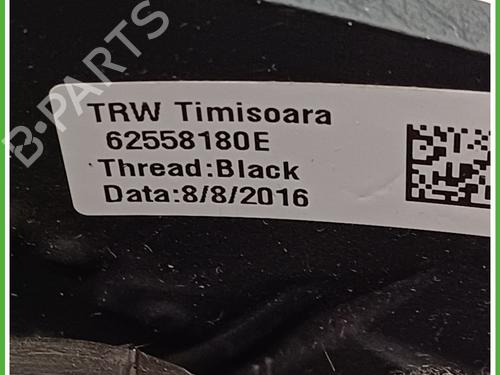 B-PARTS
TRW Timisoara
62558180E
Thread:Black
Data:8/8/2016